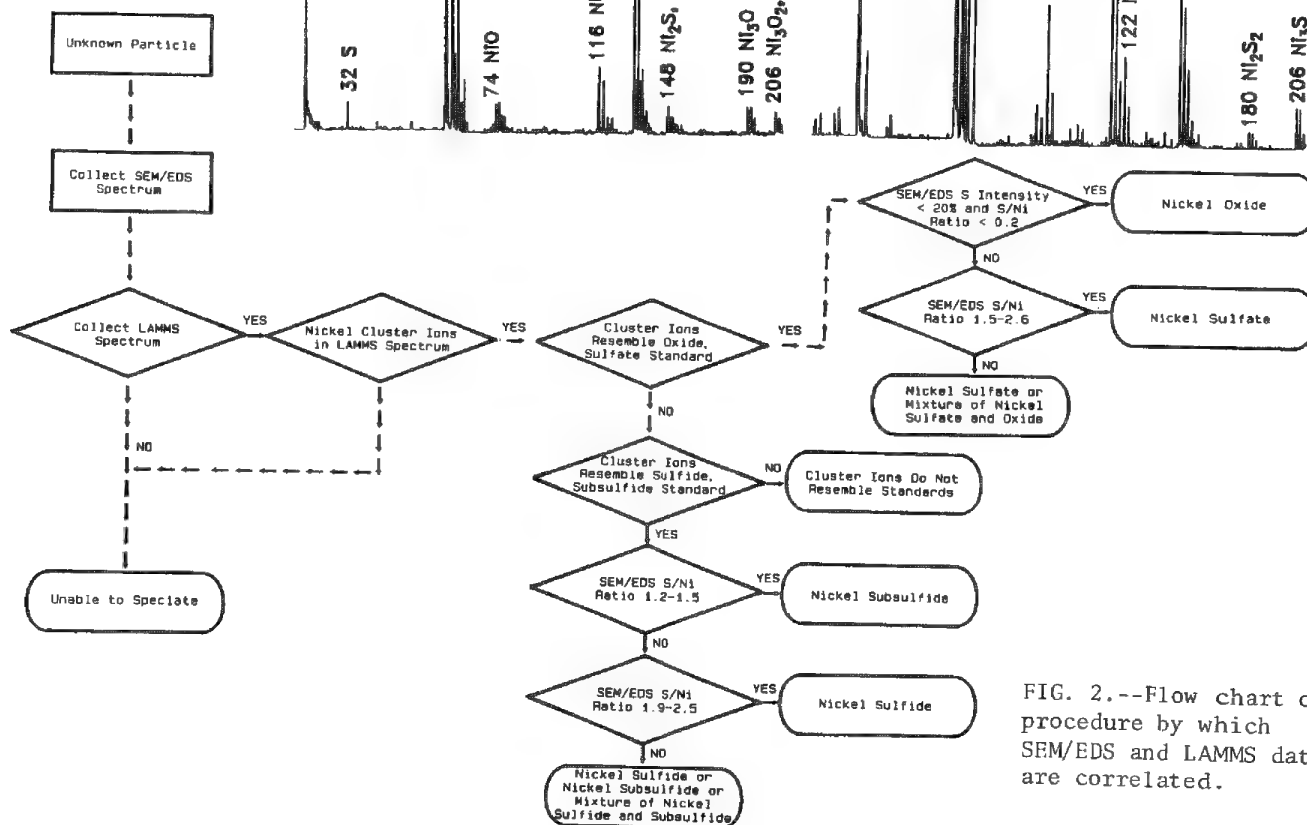 32 S
74 NiO
148 Ni₂S,
190 Ni₃O
206 Ni₃O₂,
180 Ni₂S₂
Unknown Particle
Collect SEM/EDS
Spectrum
Collect LAMMS
Spectrum
YES
NO
Nickel Cluster Ions
in LAMMS Spectrum
YES
Cluster Ions
Resemble Oxide,
Sulfate Standard
YES
NO
SEM/EDS S Intensity
< 20% and S/Ni
Ratio < 0.2
YES
Nickel Oxide
NO
SEM/EDS S/Ni
Ratio 1.5-2.6
YES
Nickel Sulfate
NO
Nickel Sulfate or
Mixture of Nickel
Sulfate and Oxide
Cluster Ions
Resemble Sulfide,
Subsulfide Standard
NO
Cluster Ions Do Not
Resemble Standards
YES
SEM/EDS S/Ni
Ratio 1.2-1.5
YES
Nickel Subsulfide
NO
SEM/EDS S/Ni
Ratio 1.9-2.5
YES
Nickel Sulfide
NO
Nickel Sulfide or
Nickel Subsulfide or
Mixture of Nickel
Sulfide and Subsulfide
Unable to Speciate
FIG. 2.--Flow chart
procedure by which
SEM/EDS and LAMMS
are correlated.